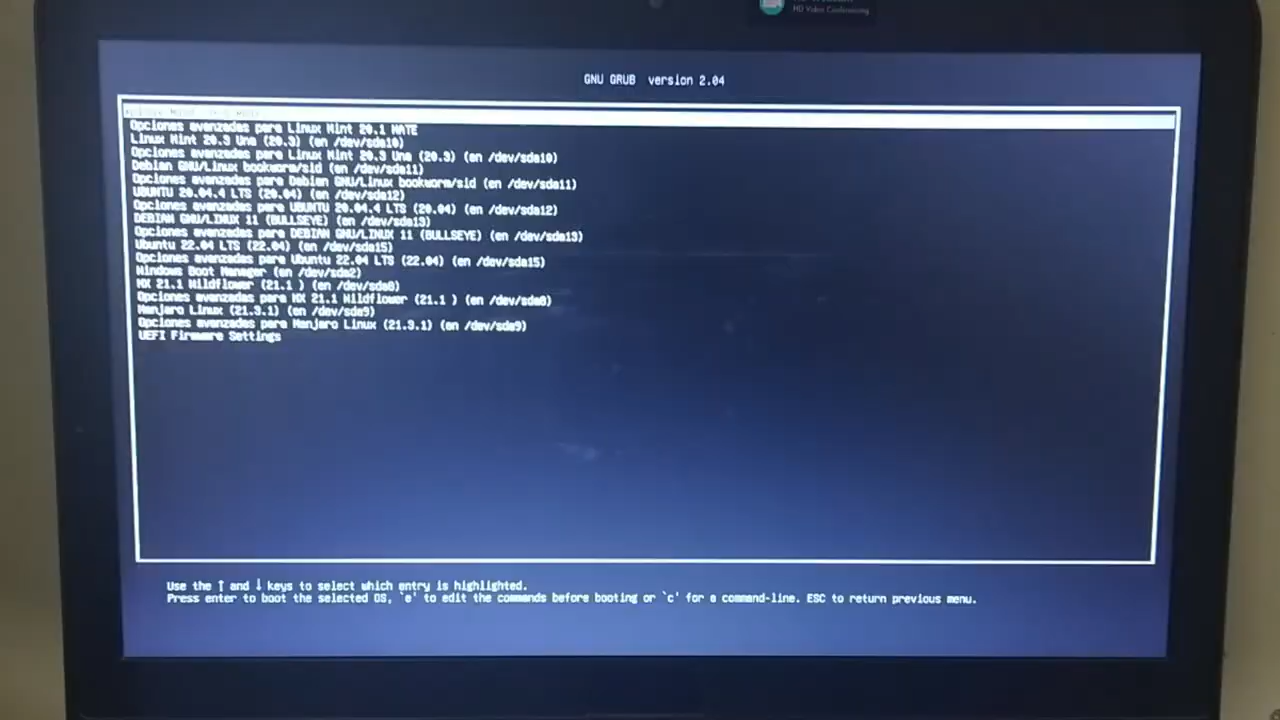 HD Video Conferencing
GNU GRUB version 2.04
Opciones avanzadas para Linux Mint 20.1 MATE
Linux Mint 20.3 Una (20.3) (en /dev/sda10)
Opciones avanzadas para Linux Mint 20.3 Una (20.3) (en /dev/sda10)
Debian GNU/Linux bookworm/sid (en /dev/sda11)
Opciones avanzadas para Debian GNU/Linux bookworm/sid (en /dev/sda11)
UBUNTU 20.04.4 LTS (20.04) (en /dev/sda12)
Opciones avanzadas para UBUNTU 20.04.4 LTS (20.04) (en /dev/sda12)
DEBIAN GNU/LINUX 11 (BULLSEYE) (en /dev/sda13)
Opciones avanzadas para DEBIAN GNU/LINUX 11 (BULLSEYE) (en /dev/sda13)
Ubuntu 22.04 LTS (22.04) (en /dev/sda15)
Opciones avanzadas para Ubuntu 22.04 LTS (22.04) (en /dev/sda15)
Windows Boot Manager (en /dev/sda2)
MX 21.1 Wildflower (21.1 ) (en /dev/sda8)
Opciones avanzadas para MX 21.1 Wildflower (21.1 ) (en /dev/sda8)
Manjaro Linux (21.3.1) (en /dev/sda9)
Opciones avanzadas para Manjaro Linux (21.3.1) (en /dev/sda9)
UEFI Firmware Settings
Use the ↑ and ↓ keys to select which entry is highlighted.
Press enter to boot the selected OS, `e' to edit the commands before booting or `c' for a command-line. ESC to return previous menu.